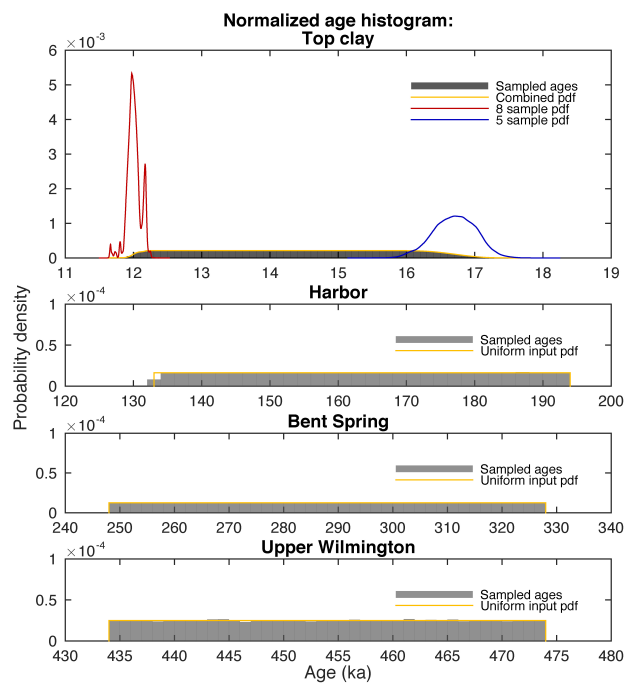 Normalized age histogram:
Top clay
×10⁻³
6
5
4
3
2
1
0
Sampled ages
Combined pdf
8 sample pdf
5 sample pdf
11 12 13 14 15 16 17 18 19
Harbor
×10⁻⁴
1
0.5
0
Sampled ages
Uniform input pdf
120 130 140 150 160 170 180 190 200
Probability density
Bent Spring
×10⁻⁴
1
0.5
0
Sampled ages
Uniform input pdf
240 250 260 270 280 290 300 310 320 330 340
Upper Wilmington
×10⁻⁴
1
0.5
0
Sampled ages
Uniform input pdf
430 435 440 445 450 455 460 465 470 475 480
Age (ka)